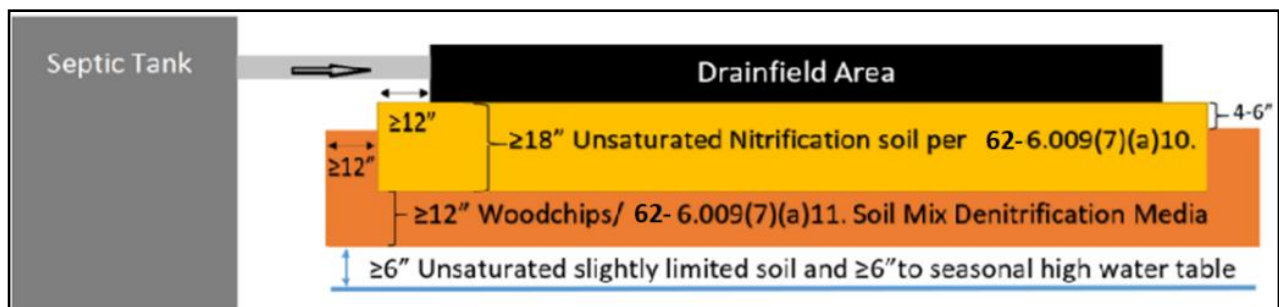 Septic Tank
Drainfield Area
≥12″
4-6″
≥18″ Unsaturated Nitrification soil per 62-6.009(7)(a)10.
≥12″
≥12″ Woodchips/ 62-6.009(7)(a)11. Soil Mix Denitrification Media
≥6″ Unsaturated slightly limited soil and ≥6″to seasonal high water table